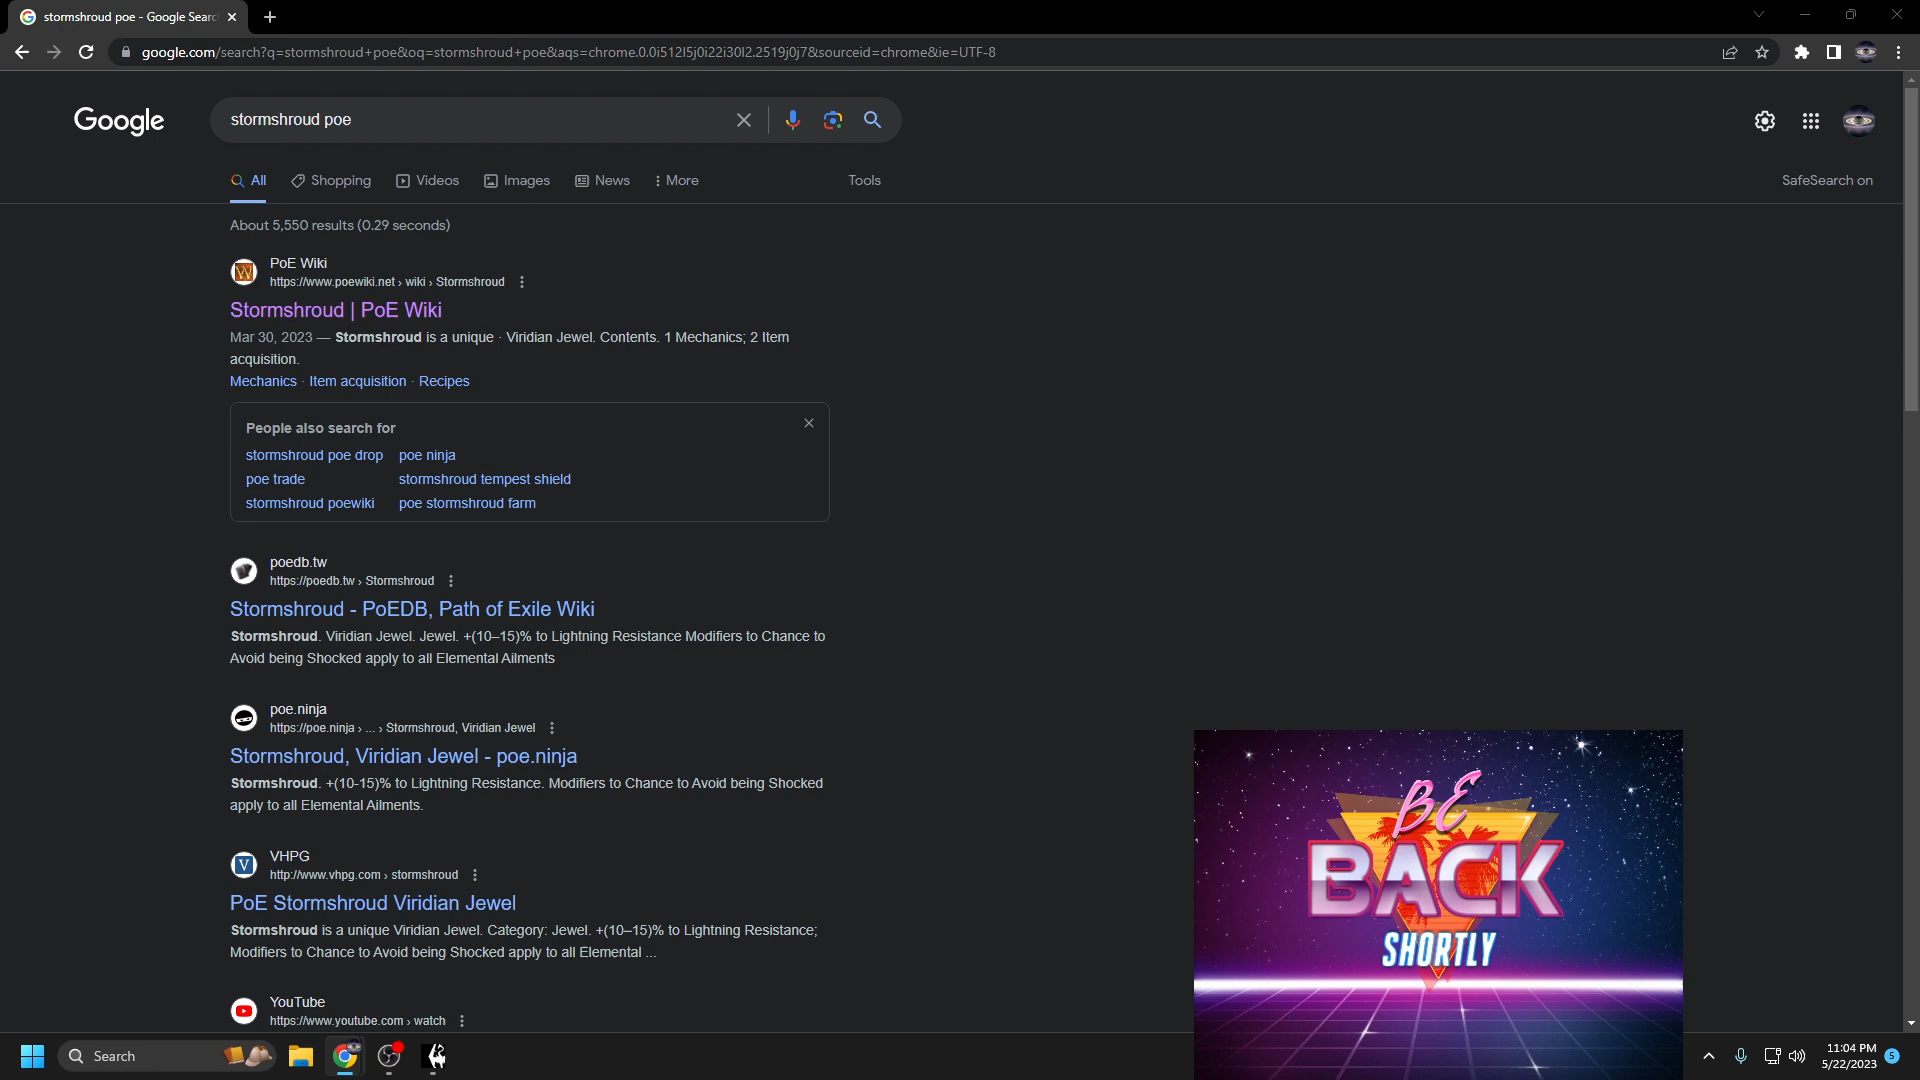 stormshroud poe - Google Searc
google.com/search?q=stormshroud+poe&oq=stormshroud+poe&aqs=chrome.0.0i512l5j0i22i30l2.2519j0j7&sourceid=chrome&ie=UTF-8
Google
stormshroud poe
All
Shopping
Videos
Images
News
More
Tools
SafeSearch on
About 5,550 results (0.29 seconds)
PoE Wiki
https://www.poewiki.net › wiki › Stormshroud
Stormshroud | PoE Wiki
Mar 30, 2023 — Stormshroud is a unique · Viridian Jewel. Contents. 1 Mechanics; 2 Item
acquisition.
Mechanics · Item acquisition · Recipes
People also search for
stormshroud poe drop poe ninja
poe trade stormshroud tempest shield
stormshroud poewiki poe stormshroud farm
poedb.tw
https://poedb.tw › Stormshroud
Stormshroud - PoEDB, Path of Exile Wiki
Stormshroud. Viridian Jewel. Jewel. +(10–15)% to Lightning Resistance Modifiers to Chance to
Avoid being Shocked apply to all Elemental Ailments
poe.ninja
https://poe.ninja › ... › Stormshroud, Viridian Jewel
Stormshroud, Viridian Jewel - poe.ninja
Stormshroud. +(10-15)% to Lightning Resistance. Modifiers to Chance to Avoid being Shocked
apply to all Elemental Ailments.
V
VHPG
http://www.vhpg.com › stormshroud
PoE Stormshroud Viridian Jewel
Stormshroud is a unique Viridian Jewel. Category: Jewel. +(10–15)% to Lightning Resistance;
Modifiers to Chance to Avoid being Shocked apply to all Elemental ...
YouTube
https://www.youtube.com › watch
BE
BACK
SHORTLY
Search
11:04 PM
5/22/2023
5